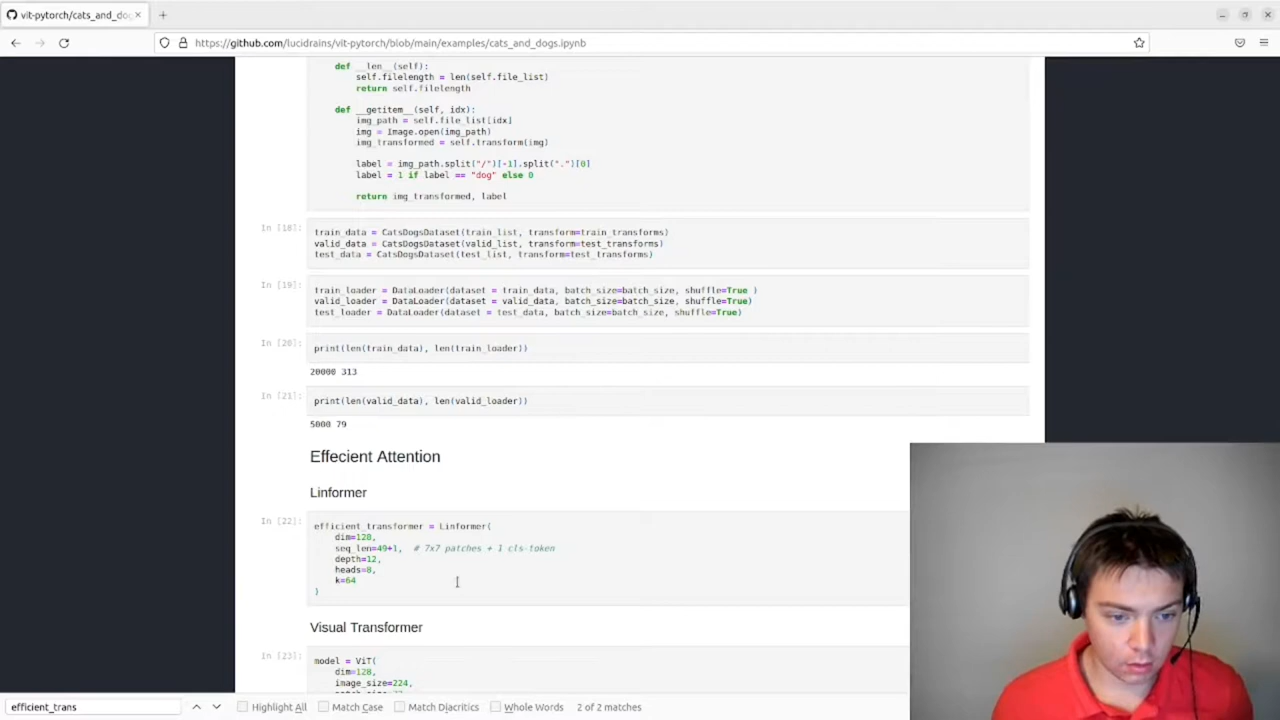 vit-pytorch/cats_and_dog
https://github.com/lucidrains/vit-pytorch/blob/main/examples/cats_and_dogs.ipynb
def __len__(self):
self.filelength = len(self.file_list)
return self.filelength
def __getitem__(self, idx):
img_path = self.file_list[idx]
img = Image.open(img_path)
img_transformed = self.transform(img)
label = img_path.split("/")[-1].split(".")[0]
label = 1 if label == "dog" else 0
return img_transformed, label
In [18]:
train_data = CatsDogsDataset(train_list, transform=train_transforms)
valid_data = CatsDogsDataset(valid_list, transform=test_transforms)
test_data = CatsDogsDataset(test_list, transform=test_transforms)
In [19]:
train_loader = DataLoader(dataset = train_data, batch_size=batch_size, shuffle=True )
valid_loader = DataLoader(dataset = valid_data, batch_size=batch_size, shuffle=True)
test_loader = DataLoader(dataset = test_data, batch_size=batch_size, shuffle=True)
In [20]:
print(len(train_data), len(train_loader))
20000 313
In [21]:
print(len(valid_data), len(valid_loader))
5000 79
Effecient Attention
Linformer
In [22]:
efficient_transformer = Linformer(
dim=128,
seq_len=49+1, # 7x7 patches + 1 cls-token
depth=12,
heads=8,
k=64
)
Visual Transformer
In [23]:
model = ViT(
dim=128,
image_size=224,
efficient_trans
Highlight All
Match Case
Match Diacritics
Whole Words
2 of 2 matches